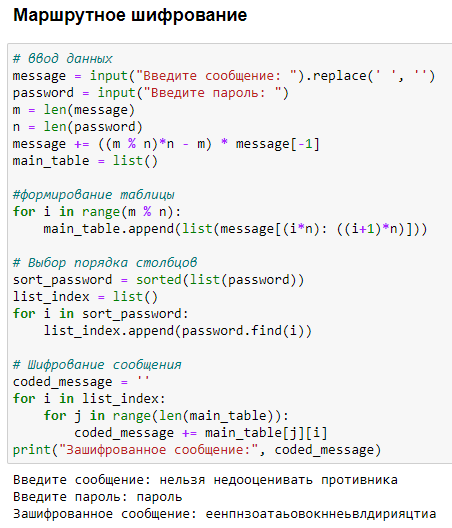 Маршрутное шифрование
# ввод данных
message = input("Введите сообщение: ").replace(' ', '')
password = input("Введите пароль: ")
m = len(message)
n = len(password)
message += ((m % n)*n - m) * message[-1]
main_table = list()
#формирование таблицы
for i in range(m % n):
    main_table.append(list(message[(i*n): ((i+1)*n)]))
# Выбор порядка столбцов
sort_password = sorted(list(password))
list_index = list()
for i in sort_password:
    list_index.append(password.find(i))
# Шифрование сообщения
coded_message = ''
for i in list_index:
    for j in range(len(main_table)):
        coded_message += main_table[j][i]
print("Зашифрованное сообщение:", coded_message)
Введите сообщение: нельзя недооценивать противника
Введите пароль: пароль
Зашифрованное сообщение: еенпнзоатаьовокннеьвлдирияцтиа